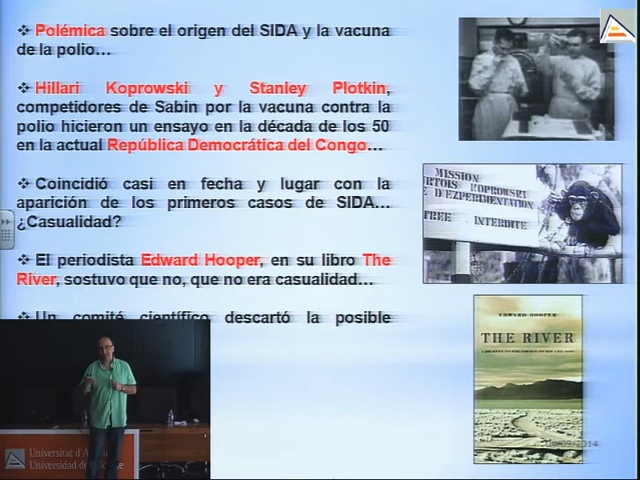 ❖ Polémica sobre el origen del SIDA y la vacuna
de la polio…
❖ Hillari Koprowski y Stanley Plotkin,
competidores de Sabin por la vacuna contra la
polio hicieron un ensayo en la década de los 50
en la actual República Democrática del Congo…
❖ Coincidió casi en fecha y lugar con la
aparición de los primeros casos de SIDA…
¿Casualidad?
❖ El periodista Edward Hooper, en su libro The
River, sostuvo que no, que no era casualidad…
❖ Un comité científico descartó la posible
MISSION
URTOIS KOPROWSKI
E D'EXPERIMENTATION
INTERDITE
EDWARD HOOPER
THE RIVER
09/2014
Universitat d'A
Universidad de